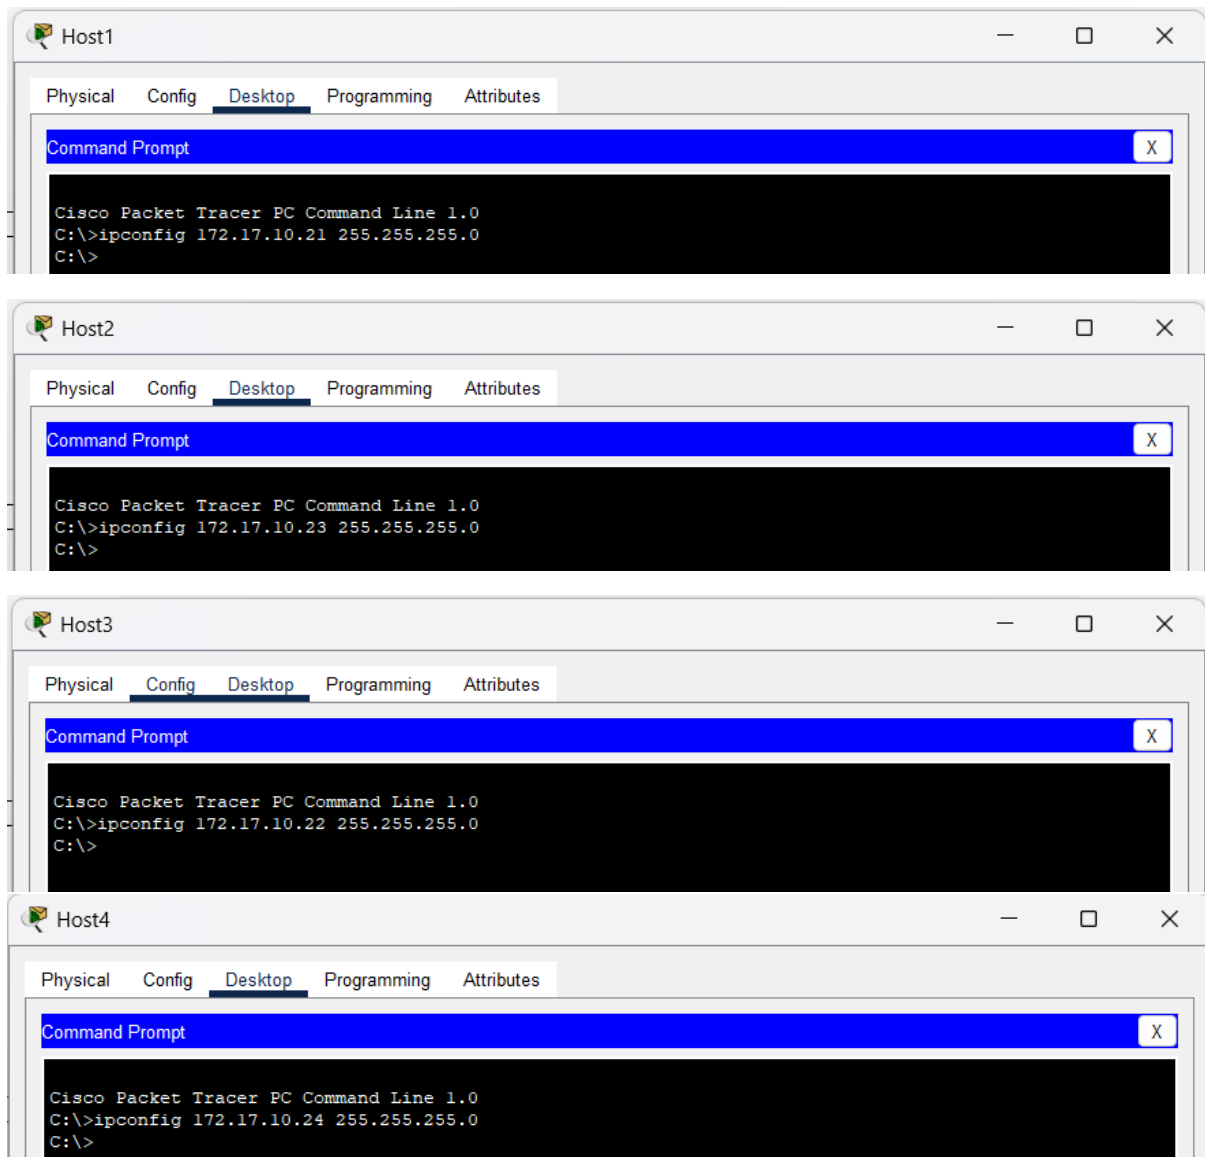 Host1
Physical Config Desktop Programming Attributes
Command Prompt X
Cisco Packet Tracer PC Command Line 1.0
C:\>ipconfig 172.17.10.21 255.255.255.0
C:\>
Host2
Physical Config Desktop Programming Attributes
Command Prompt X
Cisco Packet Tracer PC Command Line 1.0
C:\>ipconfig 172.17.10.23 255.255.255.0
C:\>
Host3
Physical Config Desktop Programming Attributes
Command Prompt X
Cisco Packet Tracer PC Command Line 1.0
C:\>ipconfig 172.17.10.22 255.255.255.0
C:\>
Host4
Physical Config Desktop Programming Attributes
Command Prompt X
Cisco Packet Tracer PC Command Line 1.0
C:\>ipconfig 172.17.10.24 255.255.255.0
C:\>